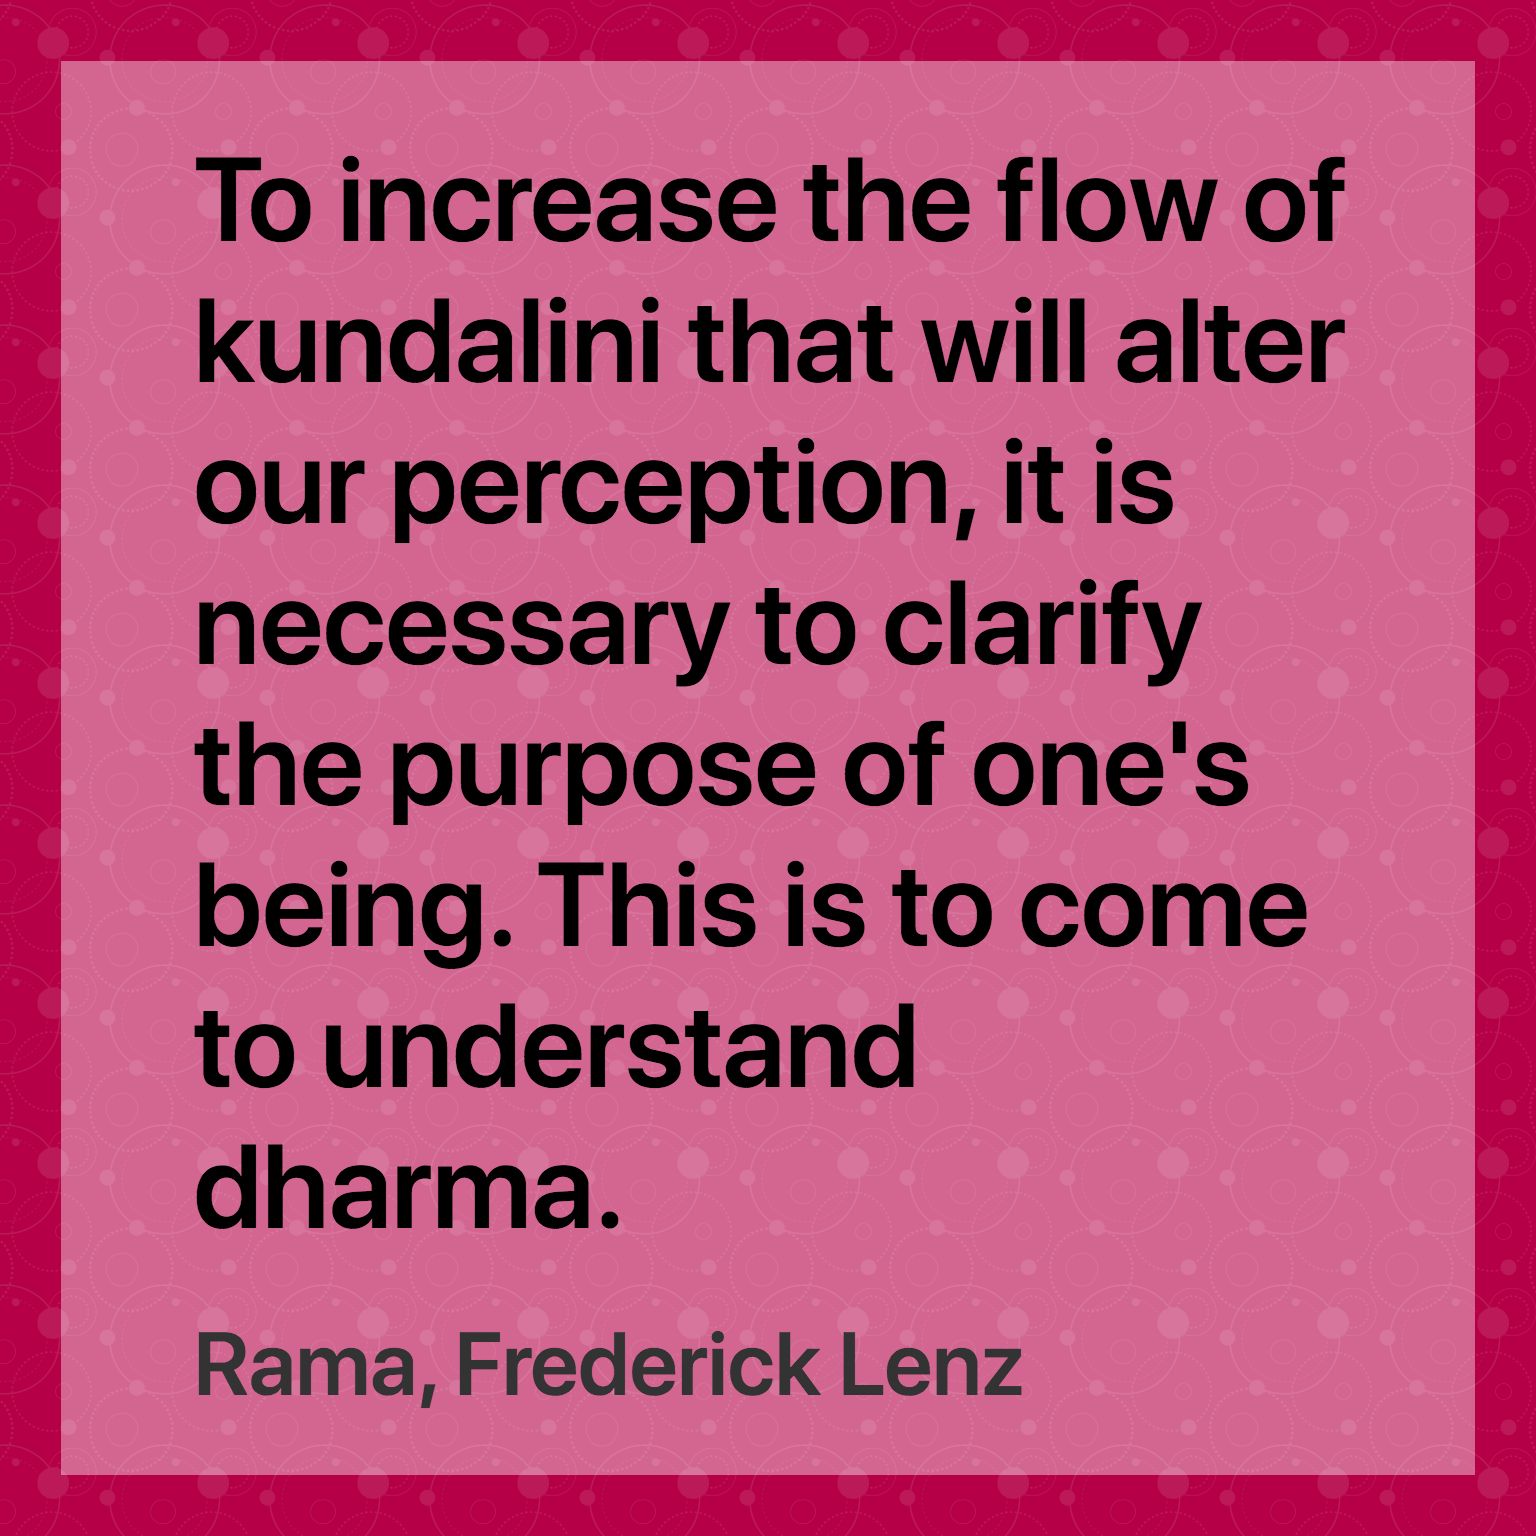 To increase the flow of
kundalini that will alter
our perception, it is
necessary to clarify
the purpose of one's
being. This is to come
to understand
dharma.
Rama, Frederick Lenz